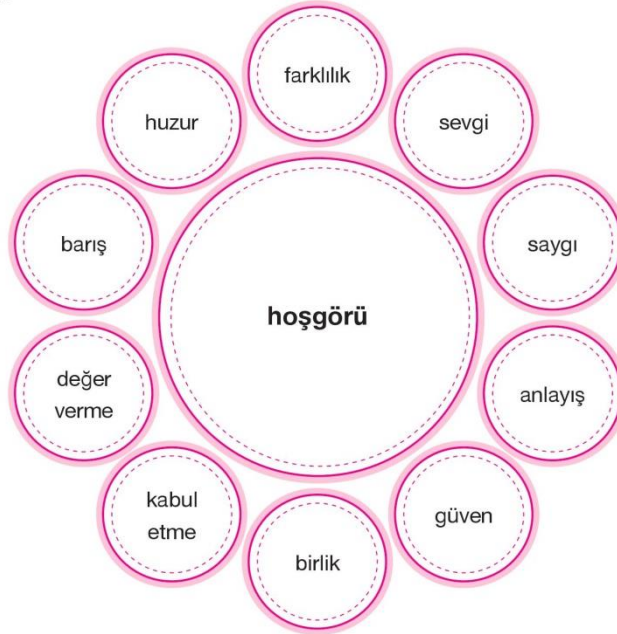 farklılık
huzur
sevgi
barış
saygı
hoşgörü
değer
verme
anlayış
kabul
etme
güven
birlik